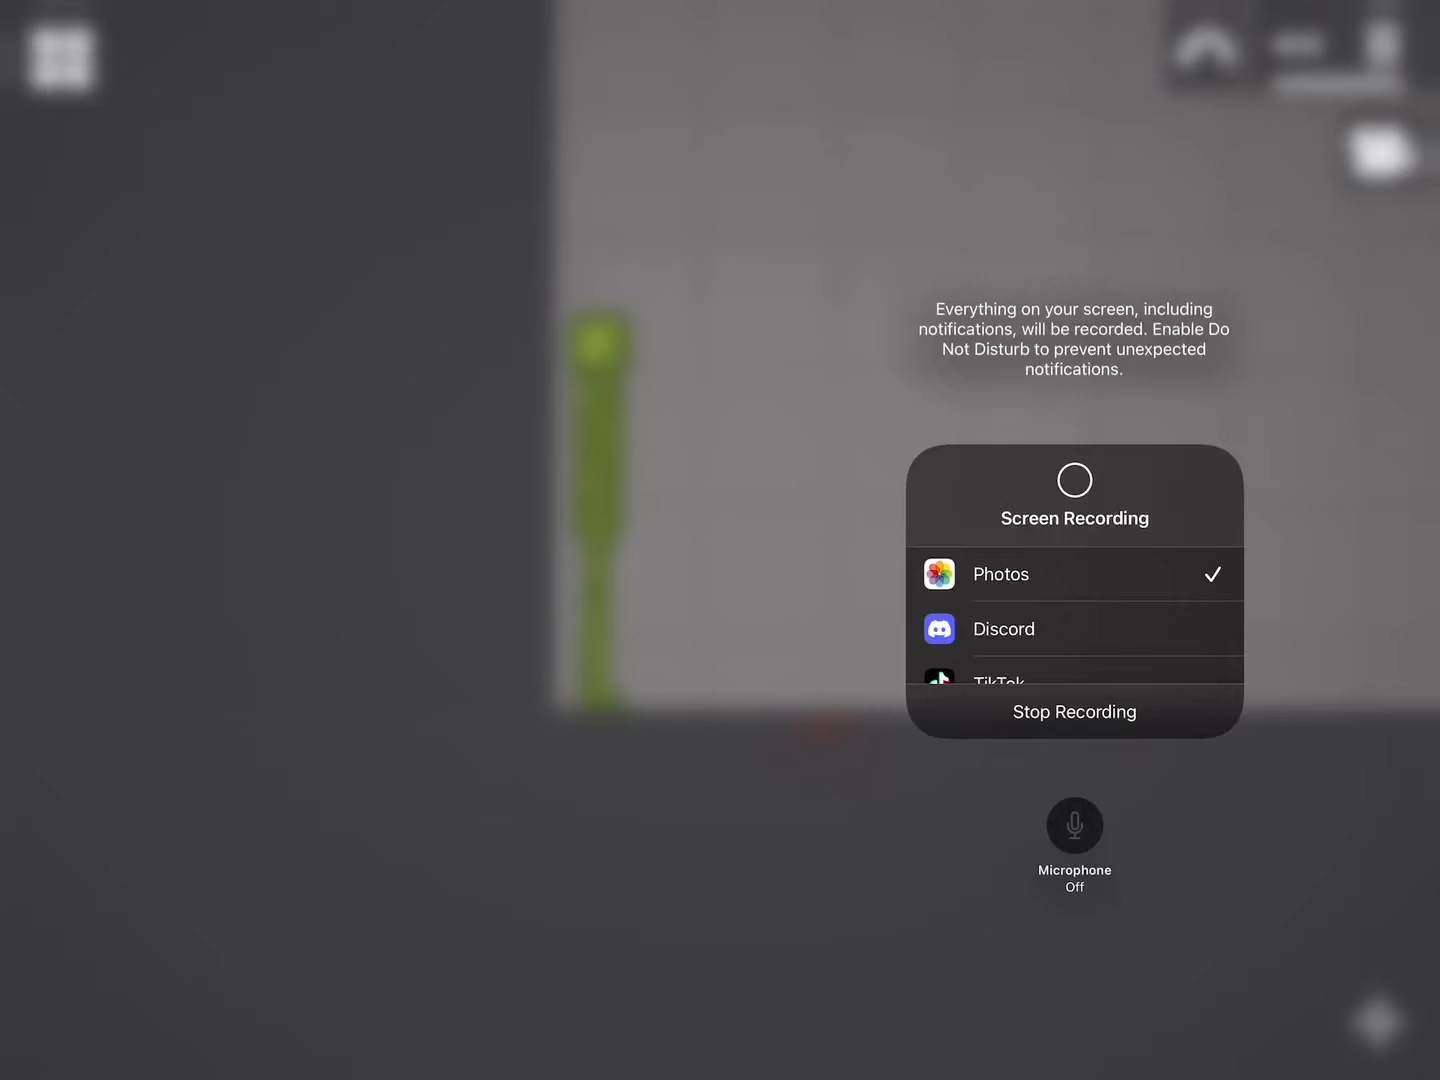 Everything on your screen, including
notifications, will be recorded. Enable Do
Not Disturb to prevent unexpected
notifications.
Screen Recording
Photos
Discord
TikTok
Stop Recording
Microphone
Off